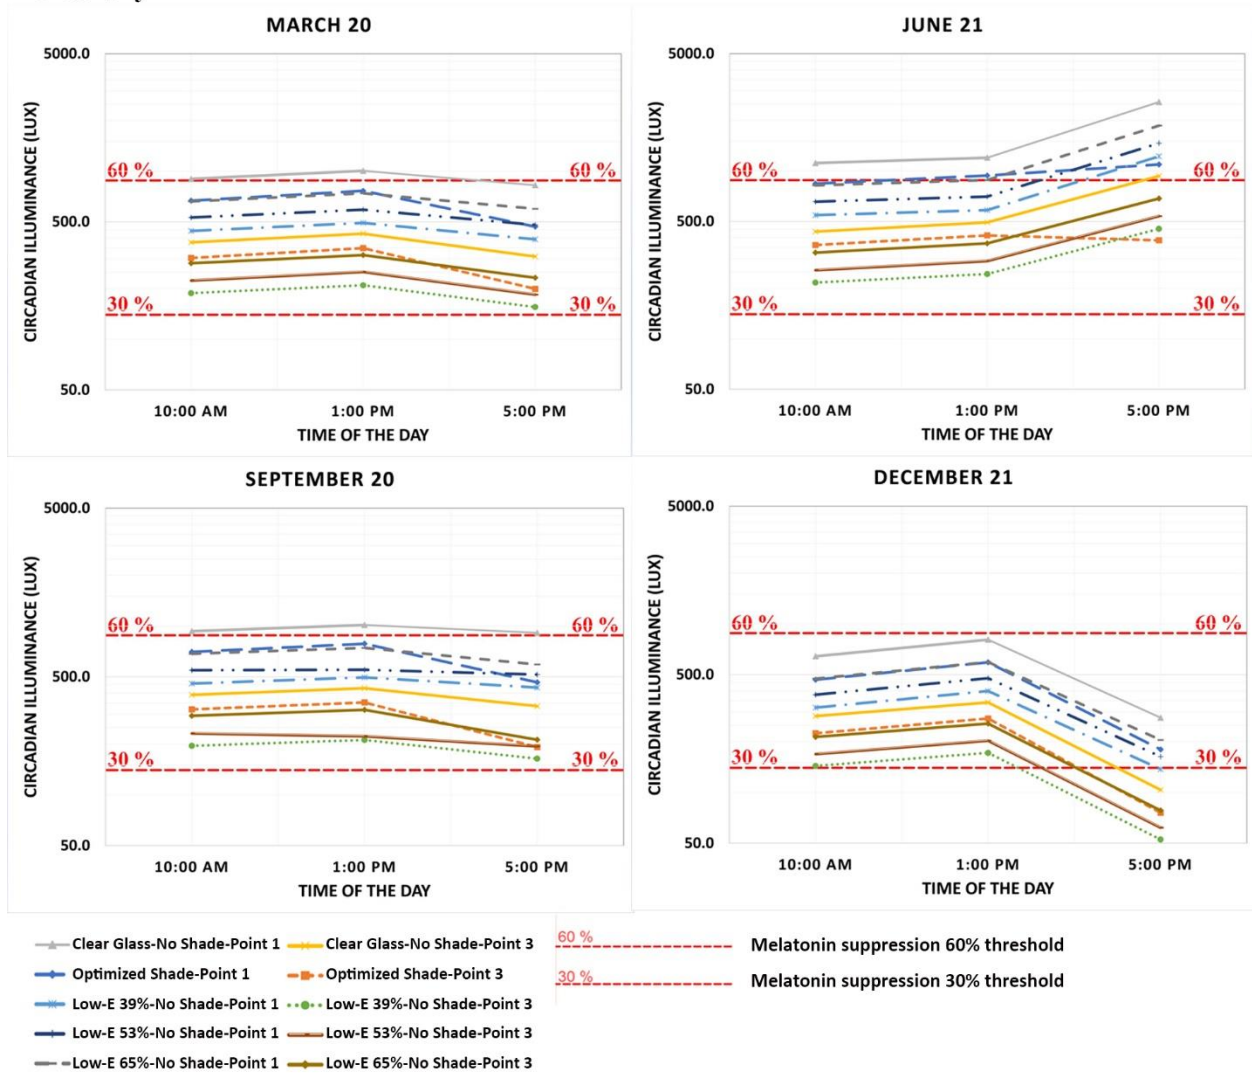 MARCH 20
5000.0
500.0
50.0
CIRCADIAN ILLUMINANCE (LUX)
60 %
60 %
30 %
30 %
10:00 AM
1:00 PM
5:00 PM
TIME OF THE DAY
JUNE 21
5000.0
500.0
50.0
CIRCADIAN ILLUMINANCE (LUX)
60 %
60 %
30 %
30 %
10:00 AM
1:00 PM
5:00 PM
TIME OF THE DAY
SEPTEMBER 20
5000.0
500.0
50.0
CIRCADIAN ILLUMINANCE (LUX)
60 %
60 %
30 %
30 %
10:00 AM
1:00 PM
5:00 PM
TIME OF THE DAY
DECEMBER 21
5000.0
500.0
50.0
CIRCADIAN ILLUMINANCE (LUX)
60 %
60 %
30 %
30 %
10:00 AM
1:00 PM
5:00 PM
TIME OF THE DAY
Clear Glass-No Shade-Point 1
Clear Glass-No Shade-Point 3
Optimized Shade-Point 1
Optimized Shade-Point 3
Low-E 39%-No Shade-Point 1
Low-E 39%-No Shade-Point 3
Low-E 53%-No Shade-Point 1
Low-E 53%-No Shade-Point 3
Low-E 65%-No Shade-Point 1
Low-E 65%-No Shade-Point 3
60 %
Melatonin suppression 60% threshold
30 %
Melatonin suppression 30% threshold